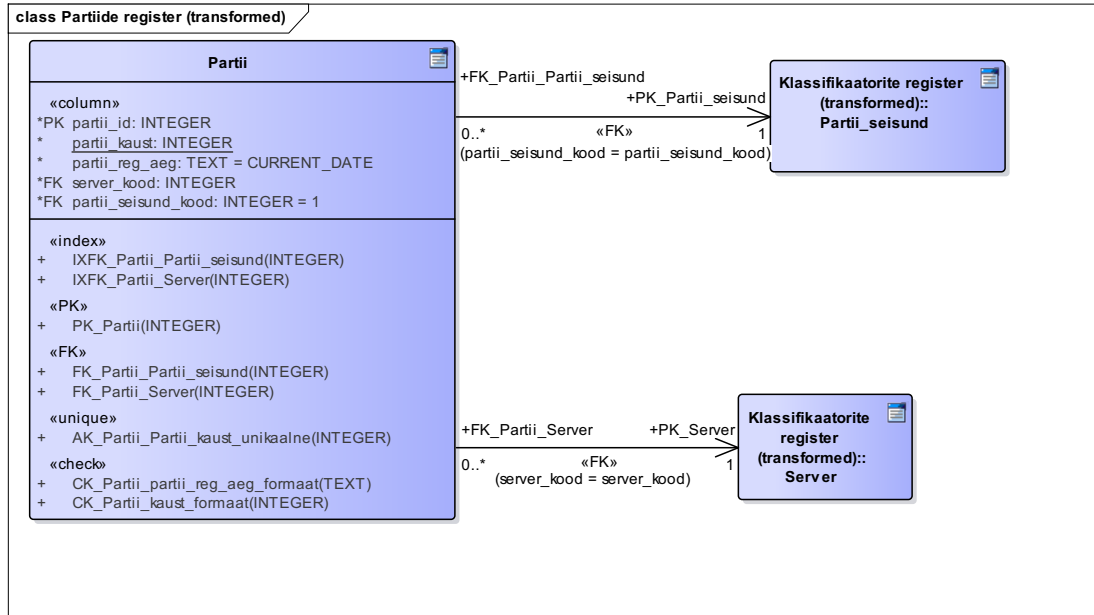 class Partiide register (transformed)
Partii
«column»
*PK partii_id: INTEGER
* partii_kaust: INTEGER
* partii_reg_aeg: TEXT = CURRENT_DATE
*FK server_kood: INTEGER
*FK partii_seisund_kood: INTEGER = 1
«index»
+ IXFK_Partii_Partii_seisund(INTEGER)
+ IXFK_Partii_Server(INTEGER)
«PK»
+ PK_Partii(INTEGER)
«FK»
+ FK_Partii_Partii_seisund(INTEGER)
+ FK_Partii_Server(INTEGER)
«unique»
+ AK_Partii_Partii_kaust_unikaalne(INTEGER)
«check»
+ CK_Partii_partii_reg_aeg_formaat(TEXT)
+ CK_Partii_kaust_formaat(INTEGER)
+FK_Partii_Partii_seisund
+PK_Partii_seisund
0..* «FK» 1
(partii_seisund_kood = partii_seisund_kood)
Klassifikaatorite register
(transformed)::
Partii_seisund
+FK_Partii_Server +PK_Server
0..* «FK» 1
(server_kood = server_kood)
Klassifikaatorite
register
(transformed)::
Server